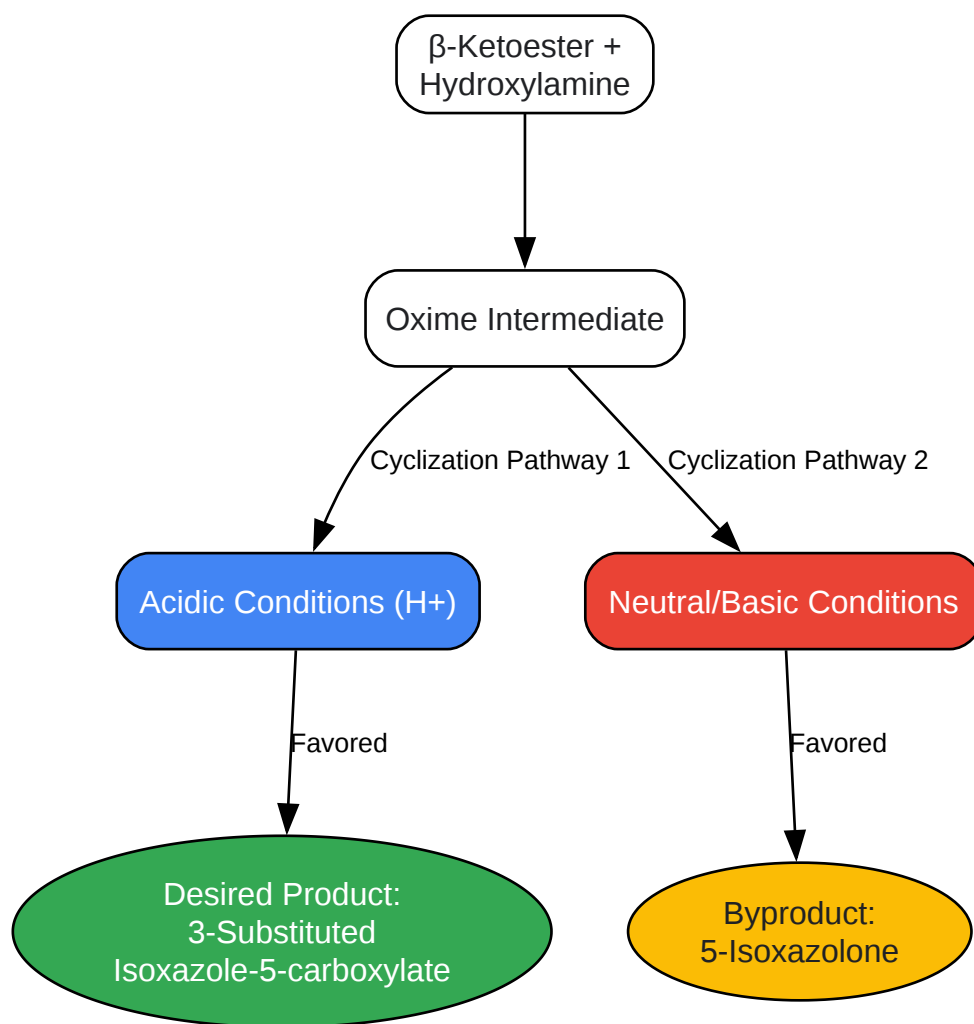 β-Ketoester +
Hydroxylamine
Oxime Intermediate
Cyclization Pathway 1
Cyclization Pathway 2
Acidic Conditions (H+)
Neutral/Basic Conditions
Favored
Favored
Desired Product:
3-Substituted
Isoxazole-5-carboxylate
Byproduct:
5-Isoxazolone